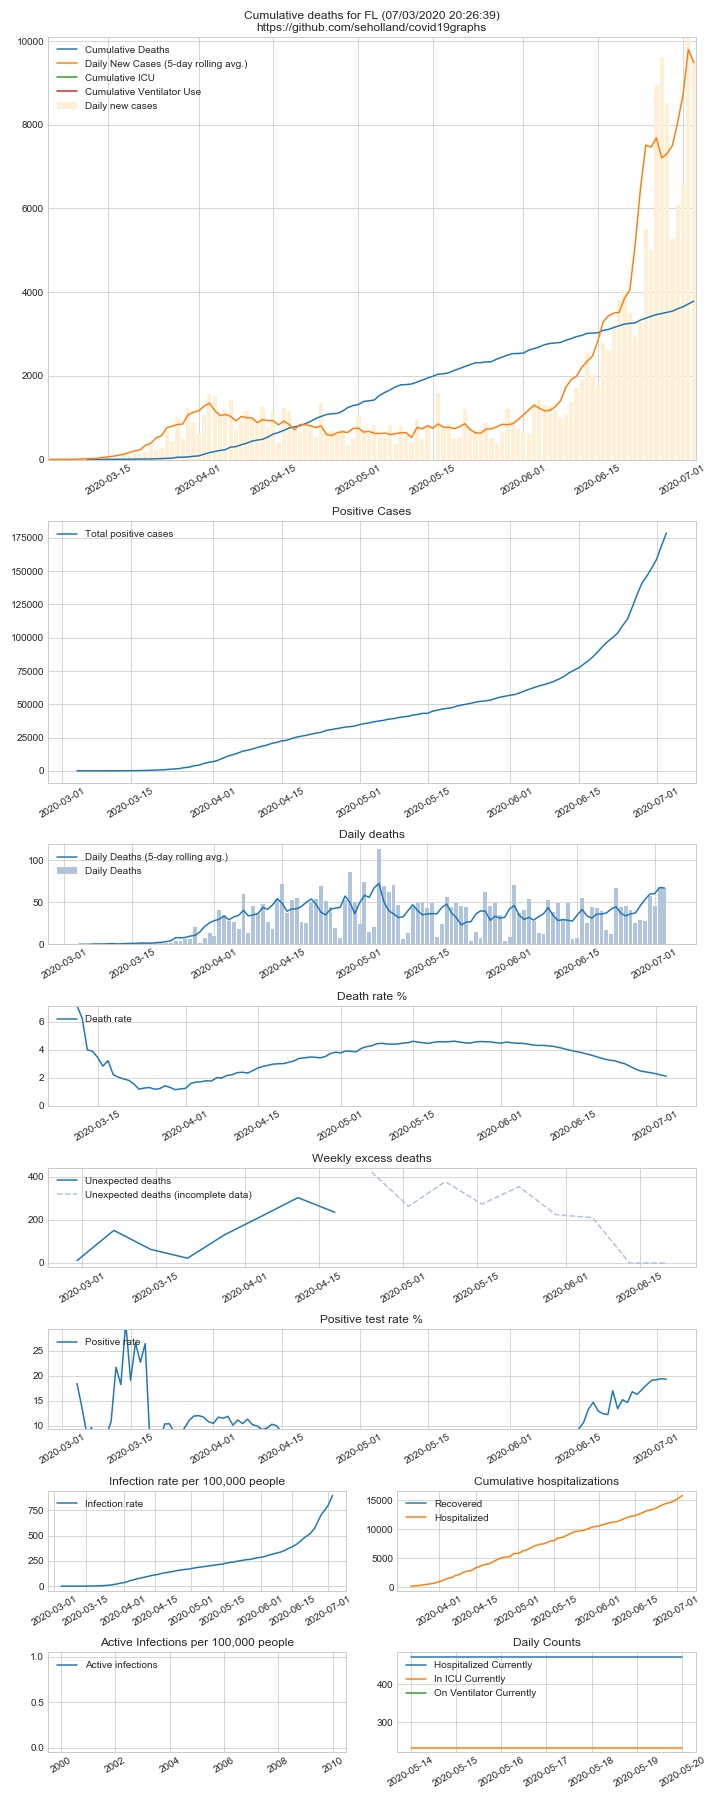 Cumulative deaths for FL (07/03/2020 20:26:39)
https://github.com/seholland/covid19graphs
Cumulative Deaths
Daily New Cases (5-day rolling avg.)
Cumulative ICU
Cumulative Ventilator Use
Daily new cases
10000
8000
6000
4000
2000
0
2020-03-15 2020-04-01 2020-04-15 2020-05-01 2020-05-15 2020-06-01 2020-06-15 2020-07-01
Positive Cases
Total positive cases
175000
150000
125000
100000
75000
50000
25000
0
2020-03-01 2020-03-15 2020-04-01 2020-04-15 2020-05-01 2020-05-15 2020-06-01 2020-06-15 2020-07-01
Daily deaths
Daily Deaths (5-day rolling avg.)
Daily Deaths
100
50
0
2020-03-01 2020-03-15 2020-04-01 2020-04-15 2020-05-01 2020-05-15 2020-06-01 2020-06-15 2020-07-01
Death rate %
Death rate
6
4
2
0
2020-03-15 2020-04-01 2020-04-15 2020-05-01 2020-05-15 2020-06-01 2020-06-15 2020-07-01
Weekly excess deaths
Unexpected deaths
Unexpected deaths (incomplete data)
400
200
0
2020-03-01 2020-03-15 2020-04-01 2020-04-15 2020-05-01 2020-05-15 2020-06-01 2020-06-15
Positive test rate %
Positive rate
25
20
15
10
2020-03-01 2020-03-15 2020-04-01 2020-04-15 2020-05-01 2020-05-15 2020-06-01 2020-06-15 2020-07-01
Infection rate per 100,000 people
Infection rate
750
500
250
0
2020-03-01 2020-03-15 2020-04-01 2020-04-15 2020-05-01 2020-05-15 2020-06-01 2020-06-15 2020-07-01
Cumulative hospitalizations
Recovered
Hospitalized
15000
10000
5000
0
2020-04-01 2020-04-15 2020-05-01 2020-05-15 2020-06-01 2020-06-15 2020-07-01
Active Infections per 100,000 people
Active infections
1.0
0.5
0.0
2000 2002 2004 2006 2008 2010
Daily Counts
Hospitalized Currently
In ICU Currently
On Ventilator Currently
400
300
2020-05-14 2020-05-15 2020-05-16 2020-05-17 2020-05-18 2020-05-19 2020-05-20